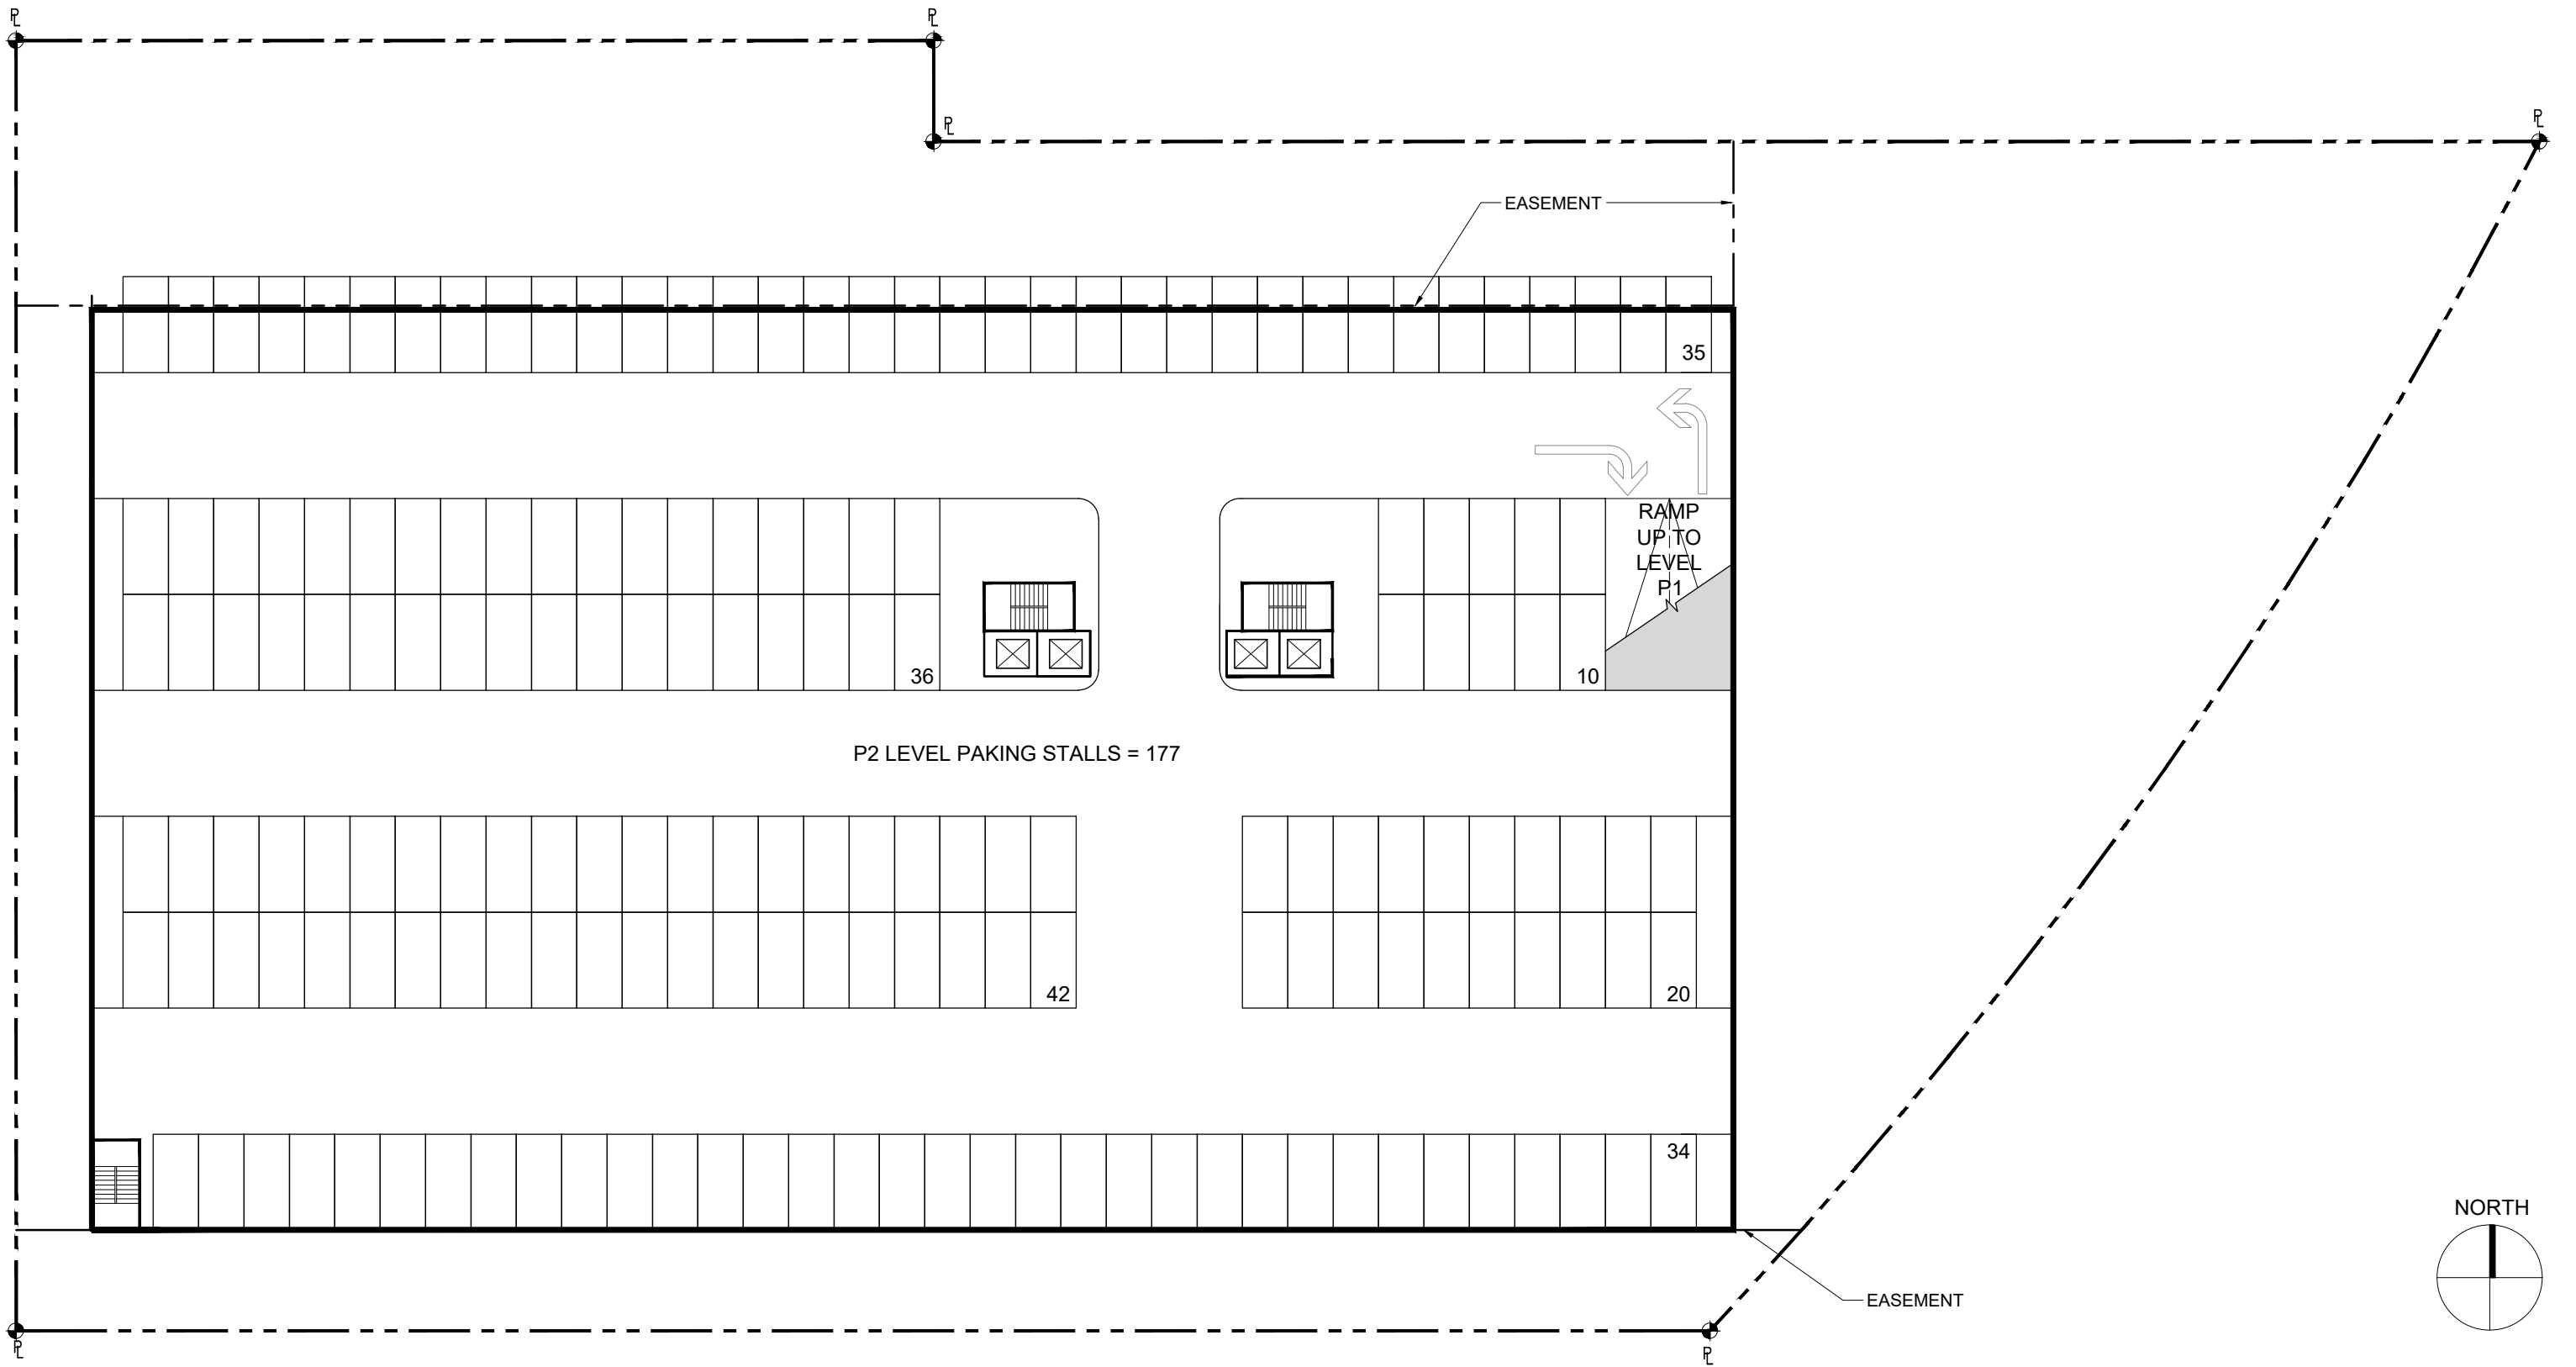 PL
PL
PL
PL
EASEMENT
35
RAMP
UP TO
LEVEL
P1
36
10
P2 LEVEL PAKING STALLS = 177
42
20
34
NORTH
EASEMENT
PL
PL